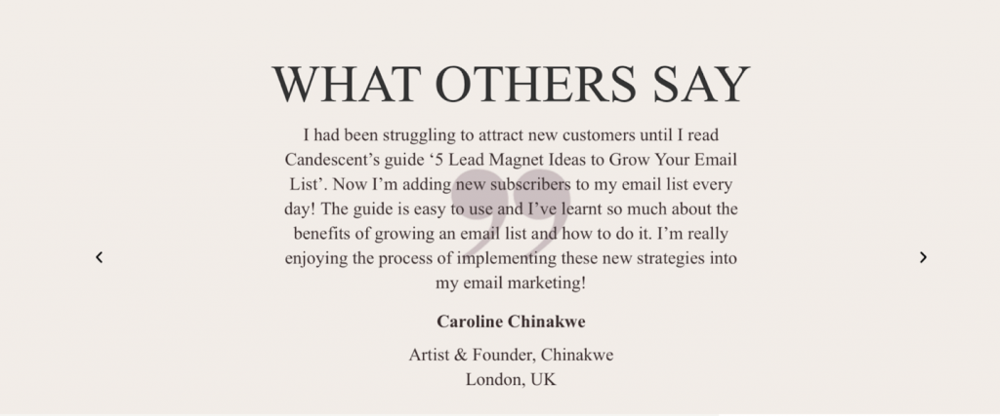 WHAT OTHERS SAY
I had been struggling to attract new customers until I read
Candescent’s guide ‘5 Lead Magnet Ideas to Grow Your Email
List’. Now I’m adding new subscribers to my email list every
day! The guide is easy to use and I’ve learnt so much about the
benefits of growing an email list and how to do it. I’m really
enjoying the process of implementing these new strategies into
my email marketing!
Caroline Chinakwe
Artist & Founder, Chinakwe
London, UK